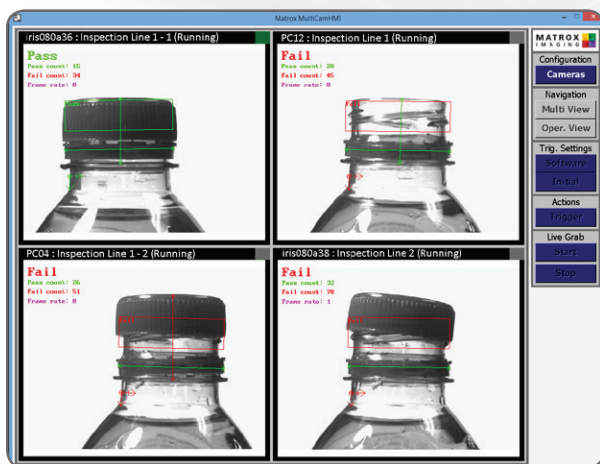 Matrox MultiCamHMI
iris080a36 : Inspection Line 1 - 1 (Running)
Pass
Pass count: 15
Fail count: 34
Frame rate: 0
PC12 : Inspection Line 1 (Running)
Fail
Pass count: 20
Fail count: 45
Frame rate: 0
PC04 : Inspection Line 1 - 2 (Running)
Fail
Pass count: 26
Fail count: 51
Frame rate: 0
iris080a38 : Inspection Line 2 (Running)
Fail
Pass count: 32
Fail count: 70
Frame rate: 1
MATROX
IMAGING
Configuration
Cameras
Navigation
Multi View
Oper. View
Trig. Settings
Software
Initial
Actions
Trigger
Live Grab
Start
Stop